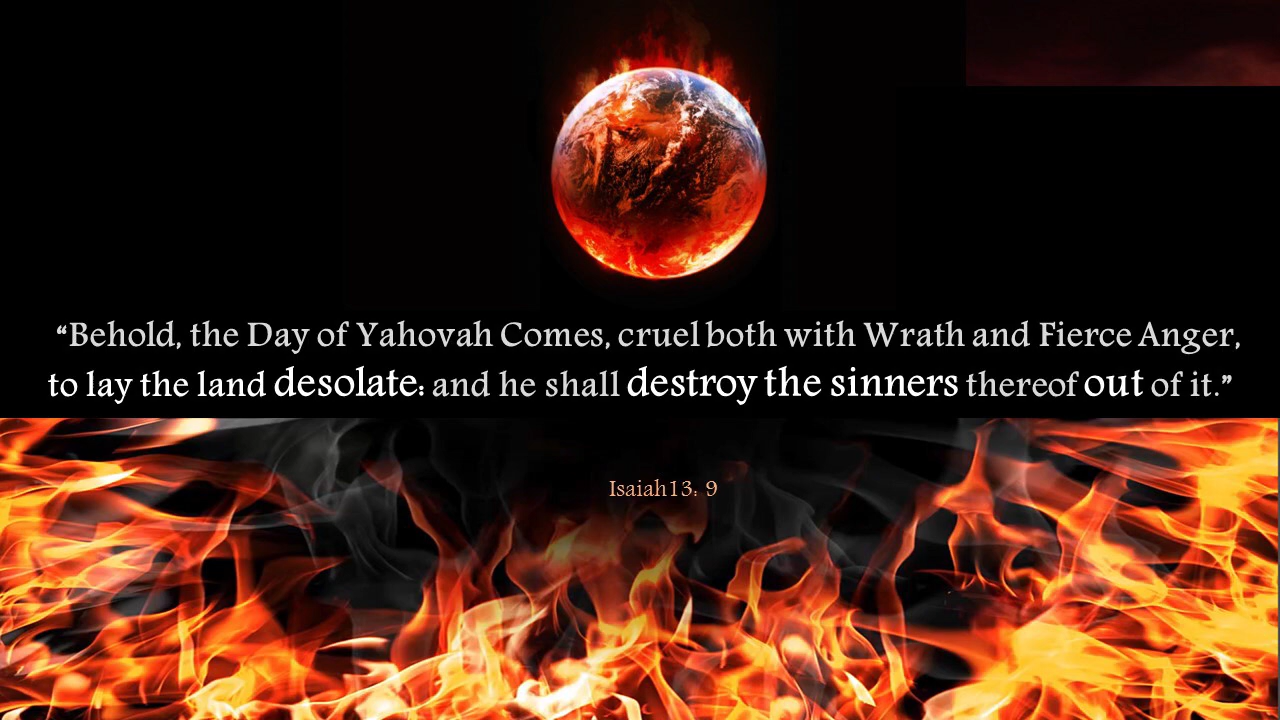 “Behold, the Day of Yahovah Comes, cruel both with Wrath and Fierce Anger,
to lay the land desolate: and he shall destroy the sinners thereof out of it.”
Isaiah13: 9